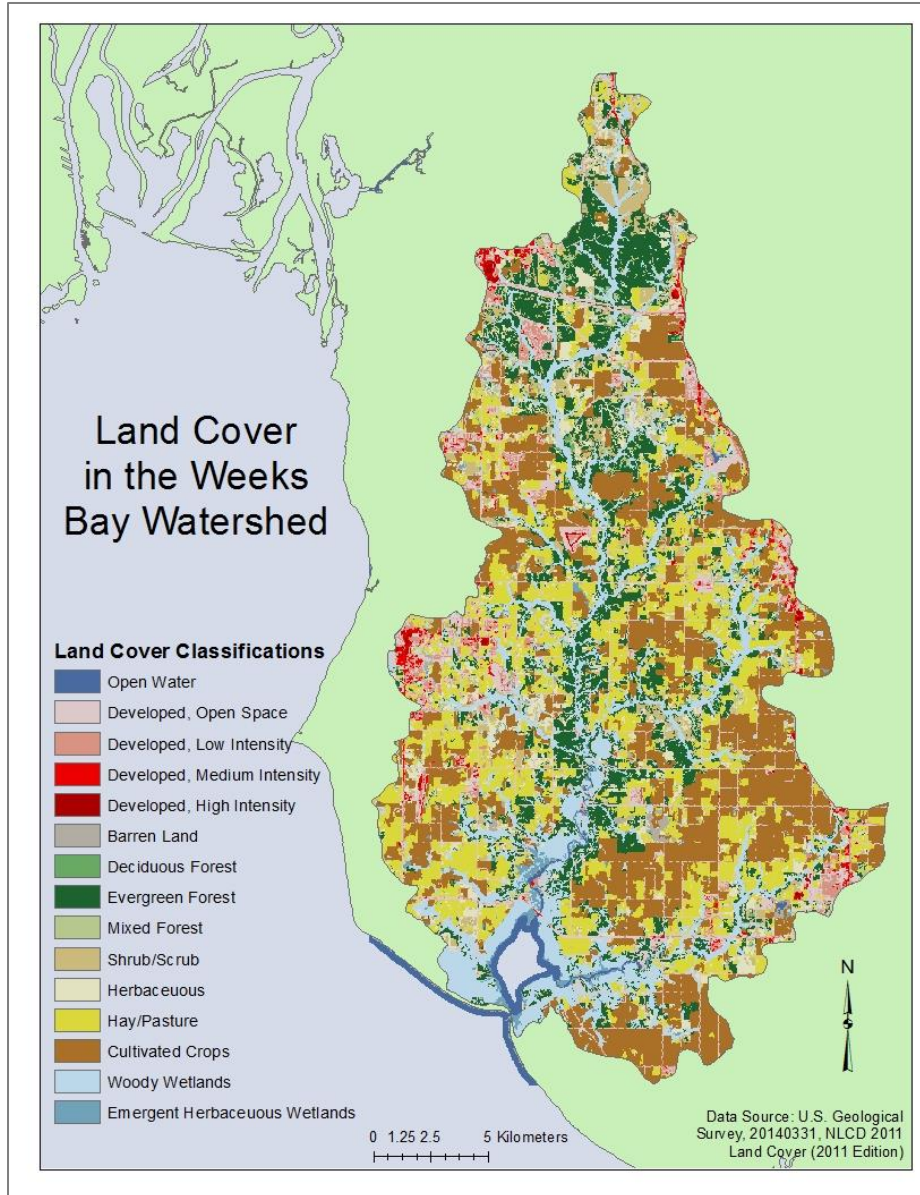 Land Cover
in the Weeks
Bay Watershed
Land Cover Classifications
Open Water
Developed, Open Space
Developed, Low Intensity
Developed, Medium Intensity
Developed, High Intensity
Barren Land
Deciduous Forest
Evergreen Forest
Mixed Forest
Shrub/Scrub
Herbaceuous
Hay/Pasture
Cultivated Crops
Woody Wetlands
Emergent Herbaceuous Wetlands
N
0 1.25 2.5 5 Kilometers
Data Source: U.S. Geological
Survey, 20140331, NLCD 2011
Land Cover (2011 Edition)